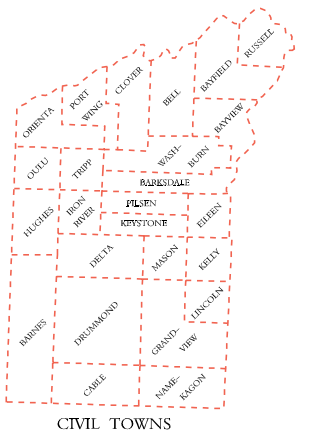 RUSSELL
BAYFIELD
CLOVER
BELL
PORT
WING
ORIENTA
BAYVIEW
WASH-
BURN
OULU
TRIPP
BARKSDALE
HUGHES
IRON
RIVER
PILSEN
KEYSTONE
EILEEN
DELTA
MASON
KELLY
LINCOLN
BARNES
DRUMMOND
GRAND-
VIEW
CABLE
NAME-
KAGON
CIVIL TOWNS